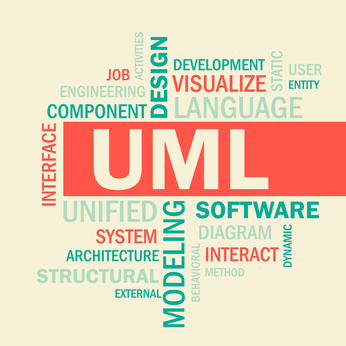 ACTIVITIES
DESIGN
JOB
DEVELOPMENT
STATIC
USER
ENGINEERING
VISUALIZE
ENTITY
COMPONENT
LANGUAGE
INTERFACE
UML
UNIFIED
MODELING
SOFTWARE
SYSTEM
DIAGRAM
DYNAMIC
ARCHITECTURE
BEHAVIORAL
INTERACT
STRUCTURAL
METHOD
EXTERNAL